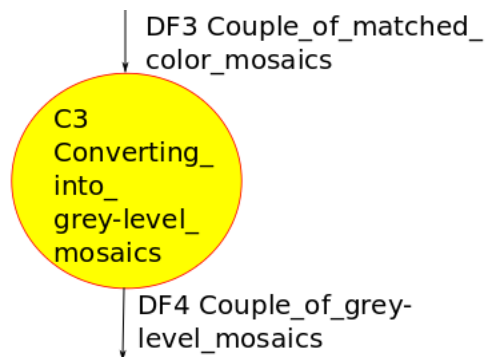 DF3 Couple_of_matched_
color_mosaics
C3
Converting_
into_
grey-level_
mosaics
DF4 Couple_of_grey-
level_mosaics